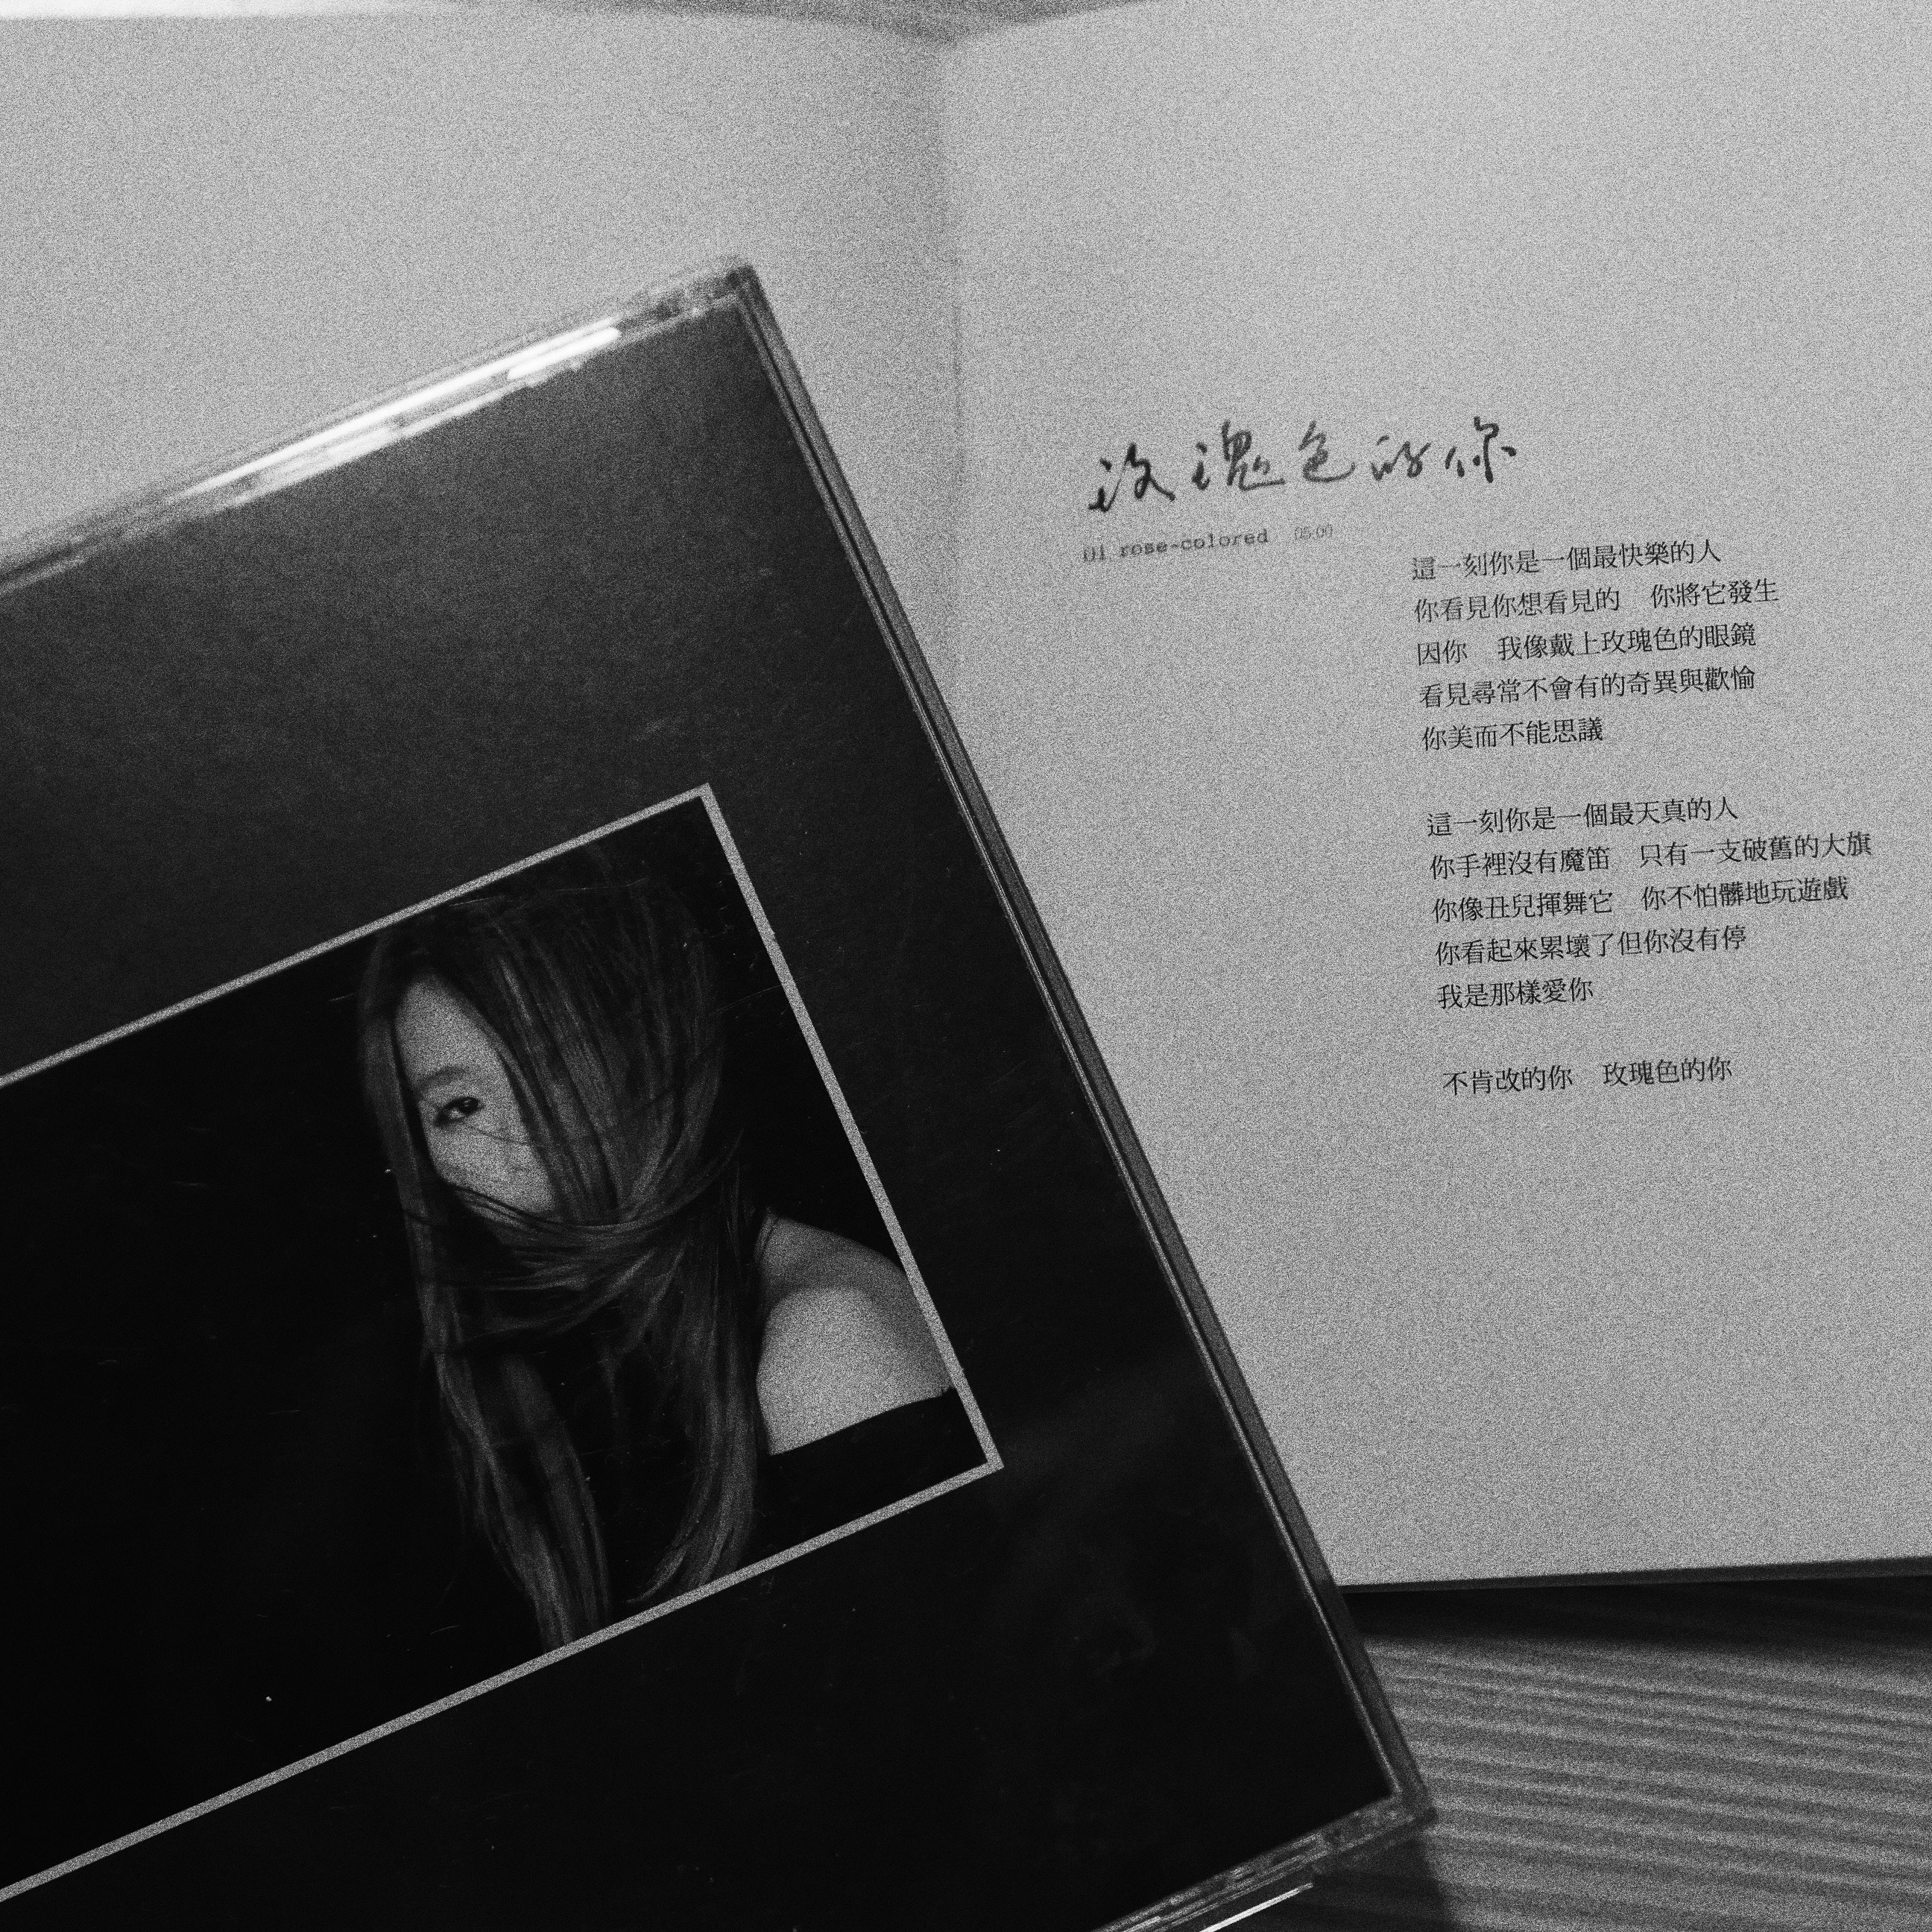 玫瑰色的你
01 rose-colored 05:00
這一刻你是一個最快樂的人
你看見你想看見的　你將它發生
因你　我像戴上玫瑰色的眼鏡
看見尋常不會有的奇異與歡愉
你美而不能思議
這一刻你是一個最天真的人
你手裡沒有魔笛　只有一支破舊的大旗
你像丑兒揮舞它　你不怕髒地玩遊戲
你看起來累壞了但你沒有停
我是那樣愛你
不肯改的你　玫瑰色的你